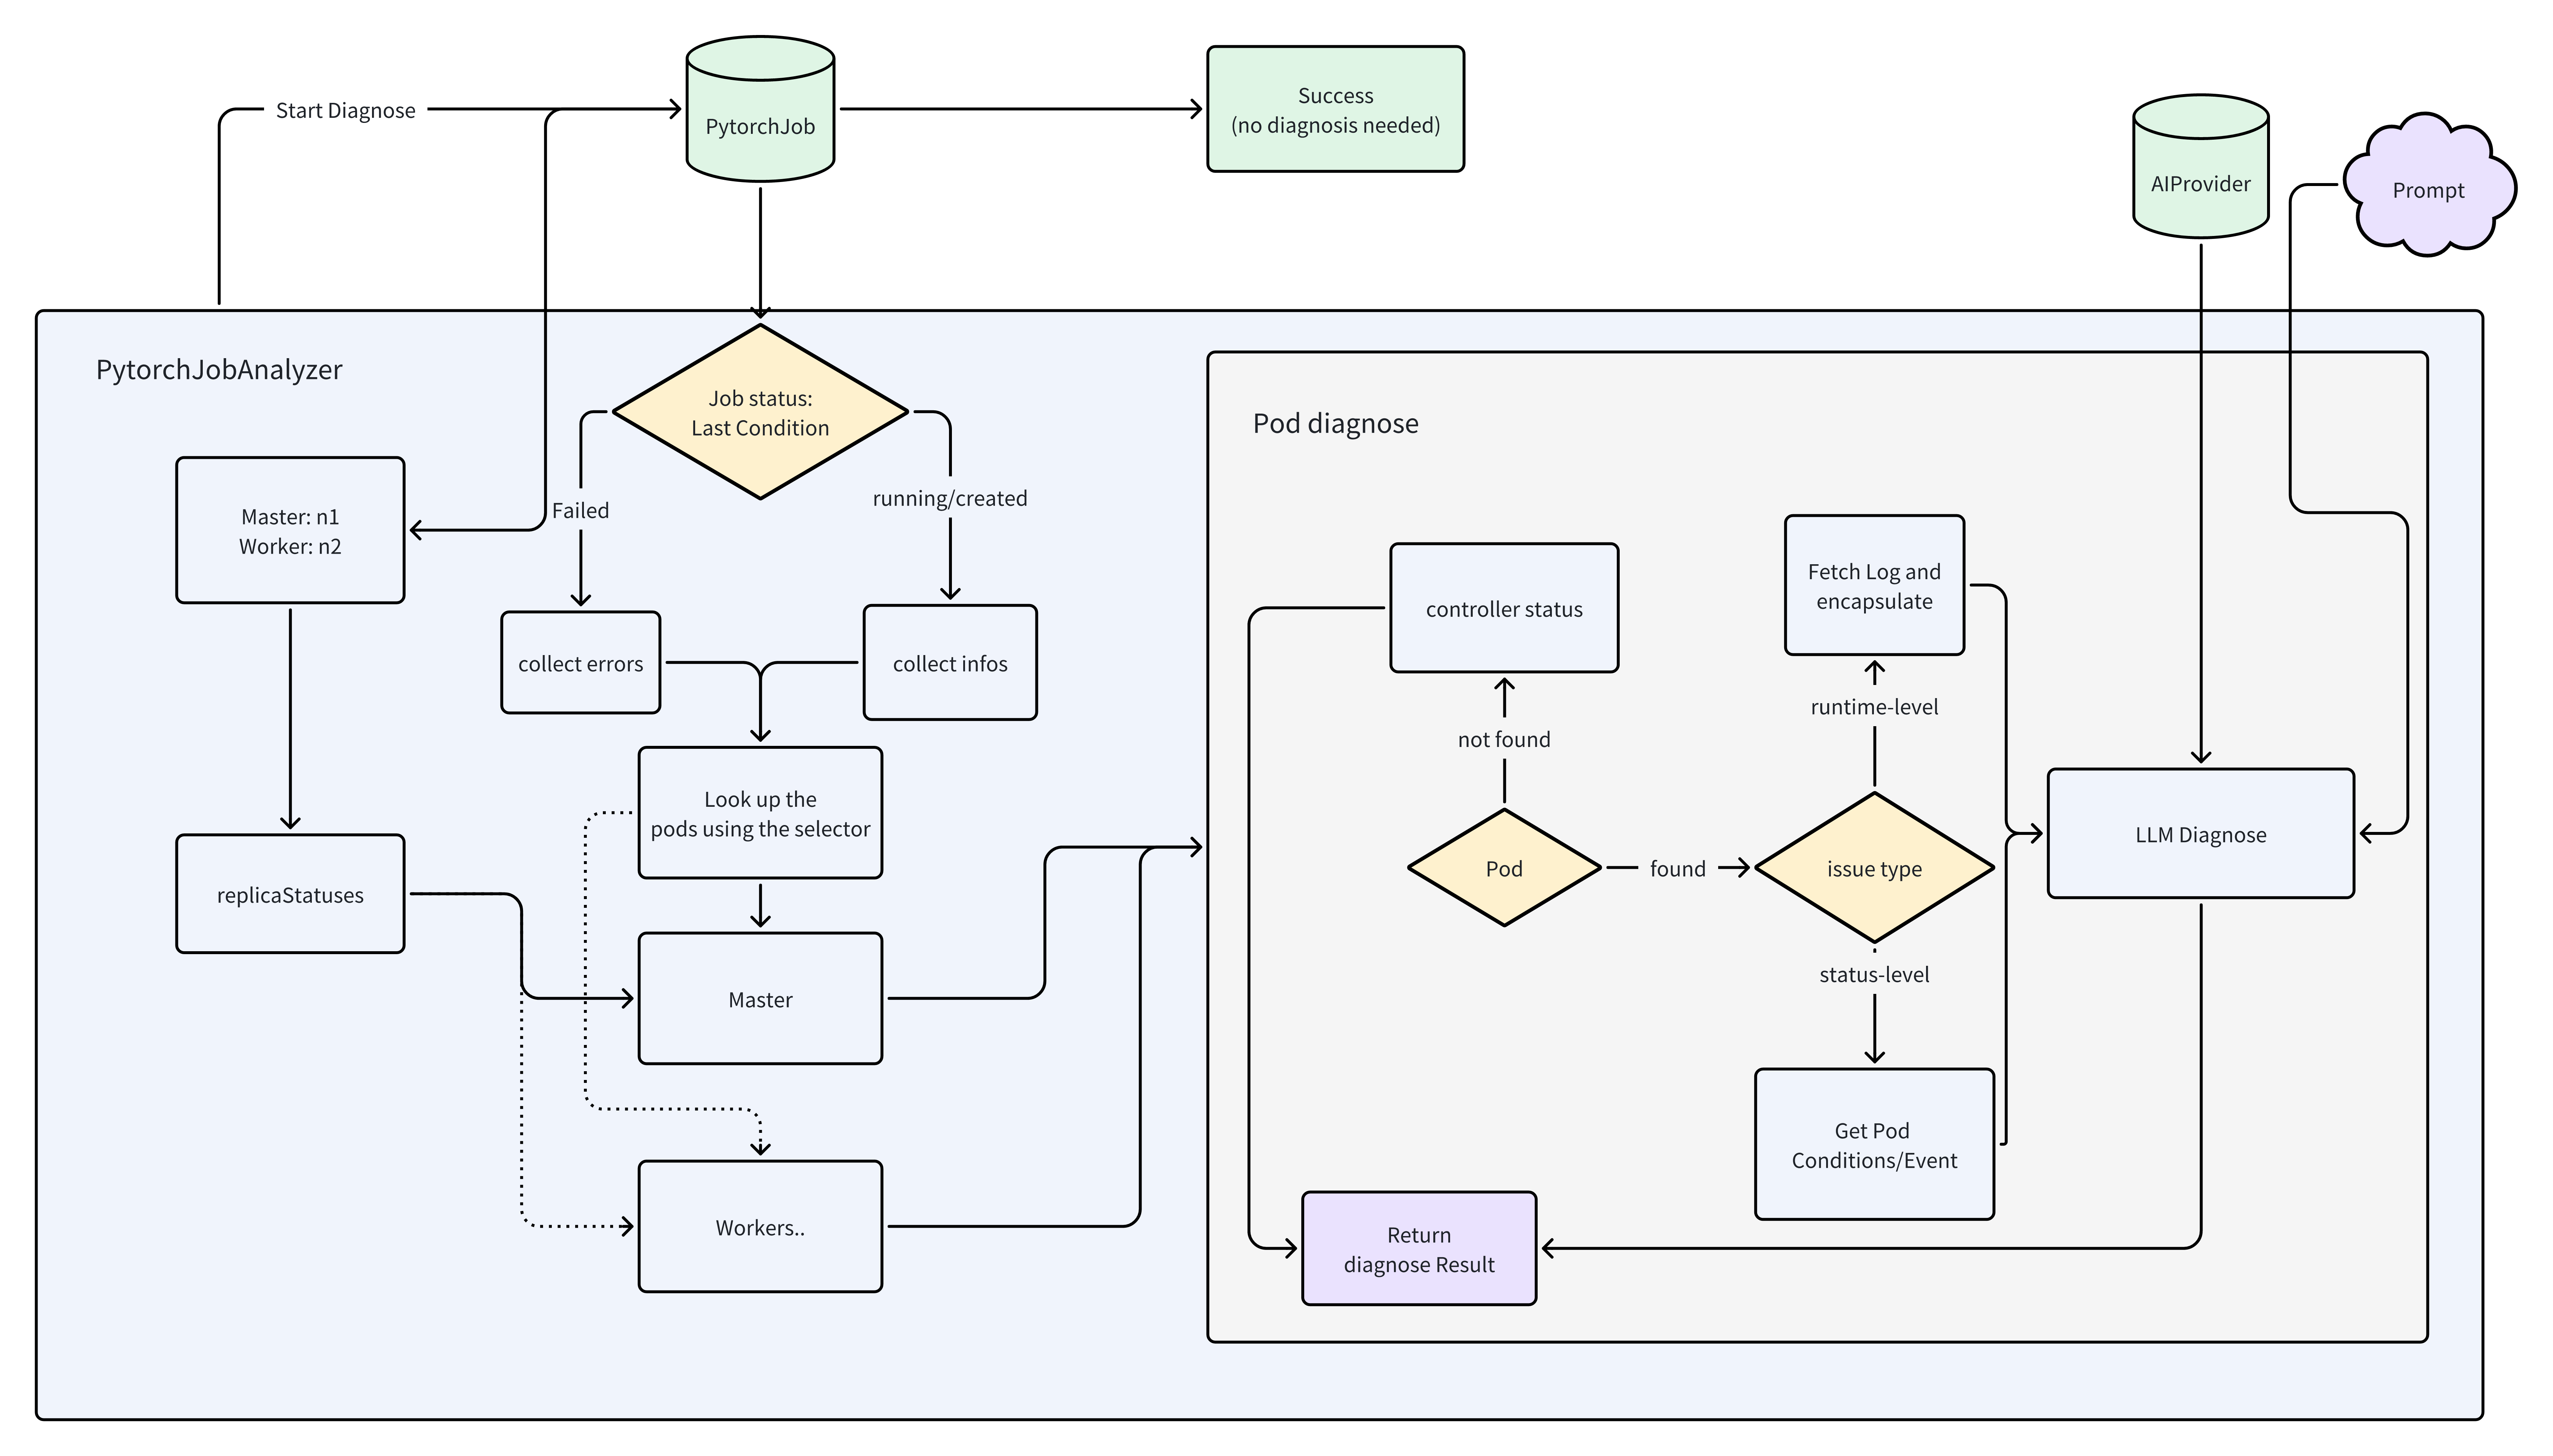 Start Diagnose
PytorchJob
Success
(no diagnosis needed)
AIProvider
Prompt
PytorchJobAnalyzer
Job status:
Last Condition
Pod diagnose
Master: n1
Worker: n2
Failed
running/created
collect errors
collect infos
controller status
Fetch Log and
encapsulate
runtime-level
not found
Look up the
pods using the selector
LLM Diagnose
Pod
found
issue type
replicaStatuses
status-level
Master
Get Pod
Conditions/Event
Workers..
Return
diagnose Result